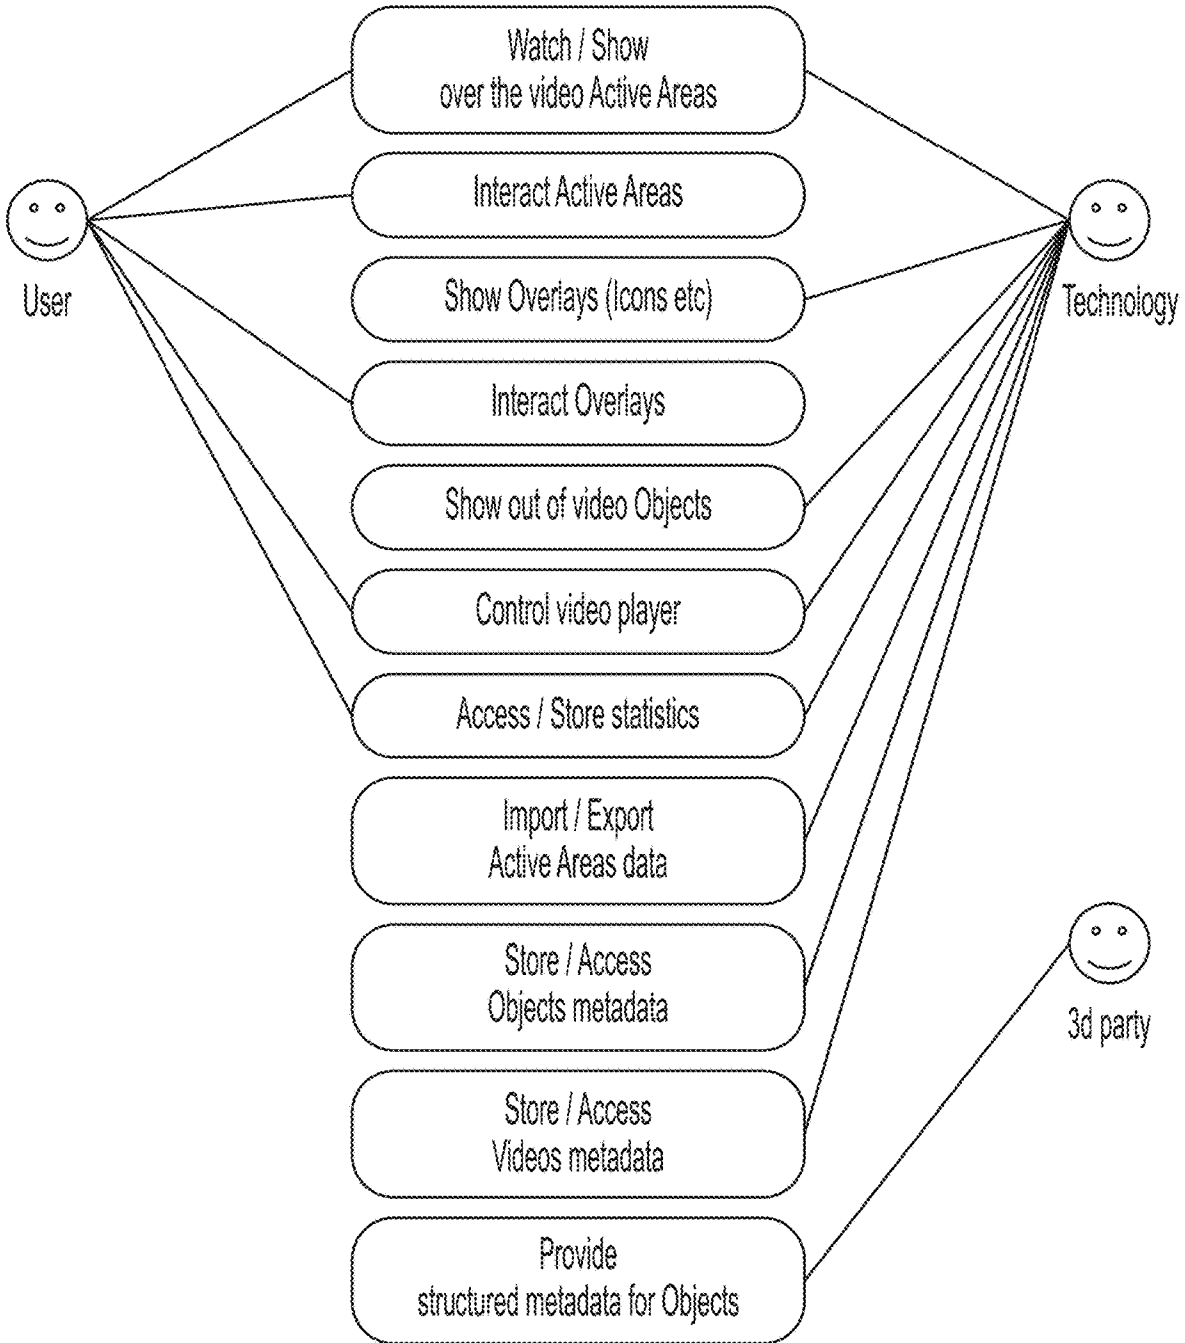 Watch / Show
over the video Active Areas
Interact Active Areas
User
Show Overlays (Icons etc)
Technology
Interact Overlays
Show out of video Objects
Control video player
Access / Store statistics
Import / Export
Active Areas data
Store / Access
Objects metadata
3d party
Store / Access
Videos metadata
Provide
structured metadata for Objects